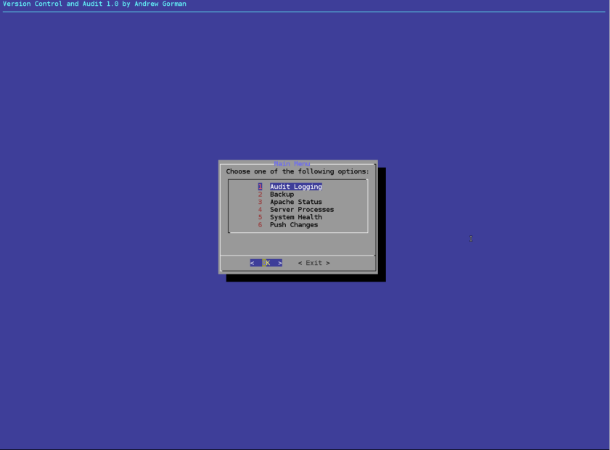 Version Control and Audit 1.0 by Andrew Gorman
Main Menu
Choose one of the following options:
1 Audit Logging
2 Backup
3 Apache Status
4 Server Processes
5 System Health
6 Push Changes
< OK > < Exit >